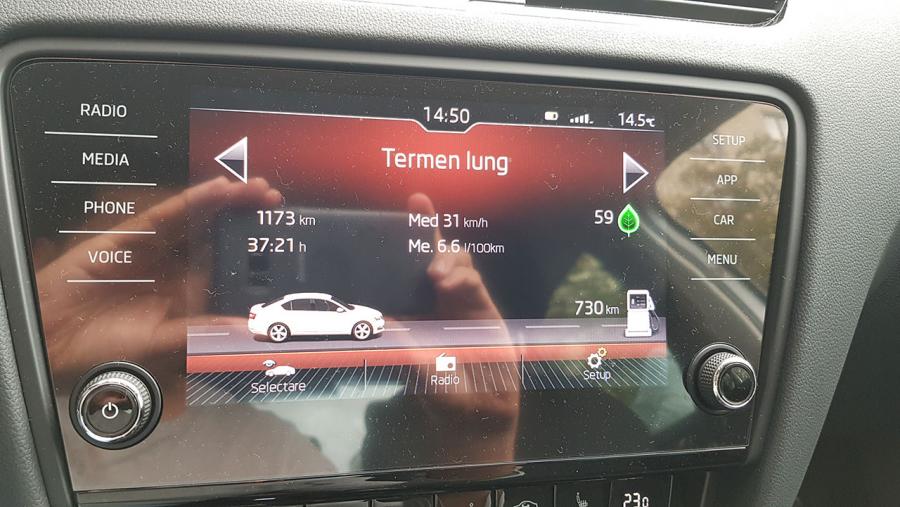 RADIO
MEDIA
PHONE
VOICE
14:50
14.5°C
Termen lung
1173 km
37:21 h
Med 31 km/h
Me. 6.6 l/100km
59
730 km
Selectare
Radio
Setup
SETUP
APP
CAR
MENU
23.0